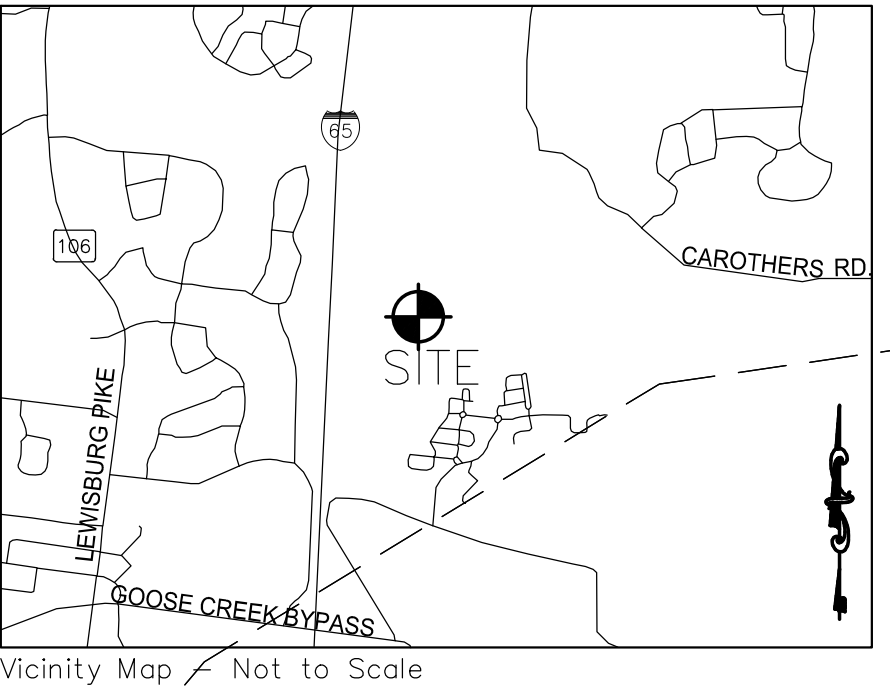 65
106
CAROTHERS RD.
SITE
LEWISBURG PIKE
GOOSE CREEK BYPASS
Vicinity Map - Not to Scale